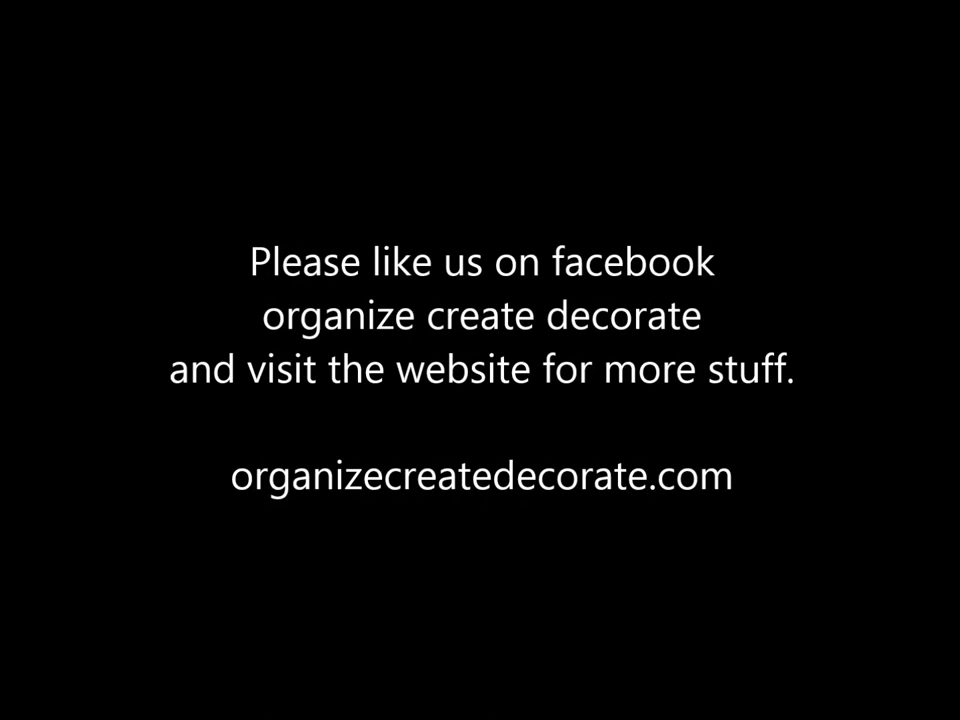 Please like us on facebook
organize create decorate
and visit the website for more stuff.
organizecreatedecorate.com